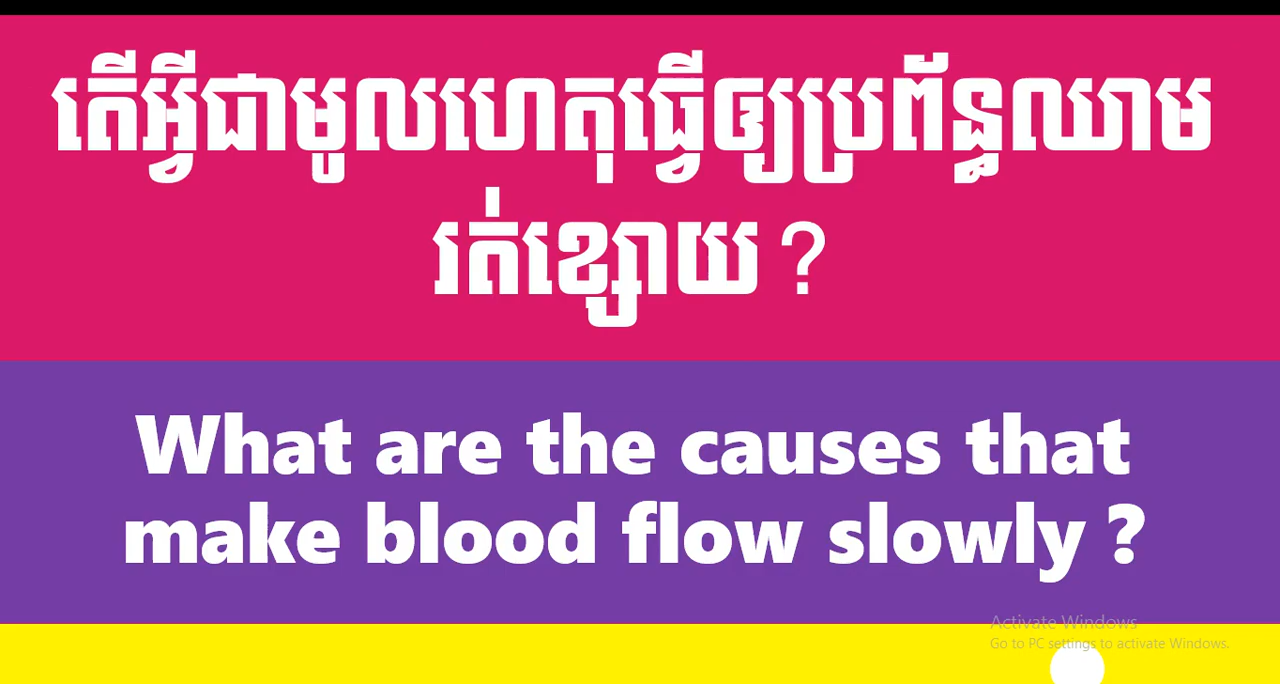 តើអ្វីជាមូលហេតុធ្វើឲ្យប្រព័ន្ធឈាម
រត់ខ្សោយ?
What are the causes that
make blood flow slowly ?
Activate Windows
Go to PC settings to activate Windows.